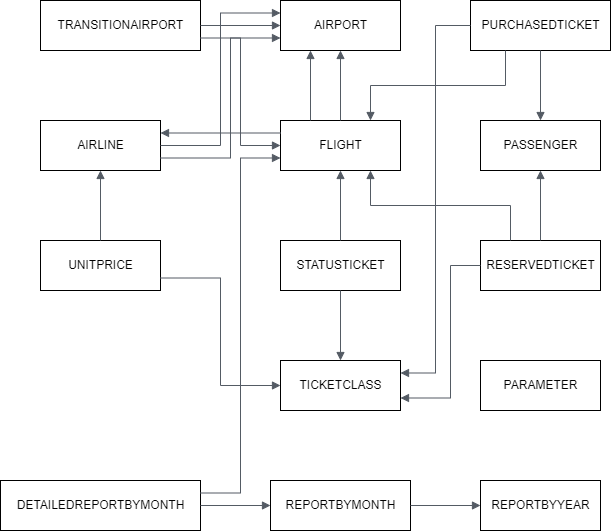 TRANSITIONAIRPORT
AIRPORT
PURCHASEDTICKET
AIRLINE
FLIGHT
PASSENGER
UNITPRICE
STATUSTICKET
RESERVEDTICKET
TICKETCLASS
PARAMETER
DETAILEDREPORTBYMONTH
REPORTBYMONTH
REPORTBYYEAR